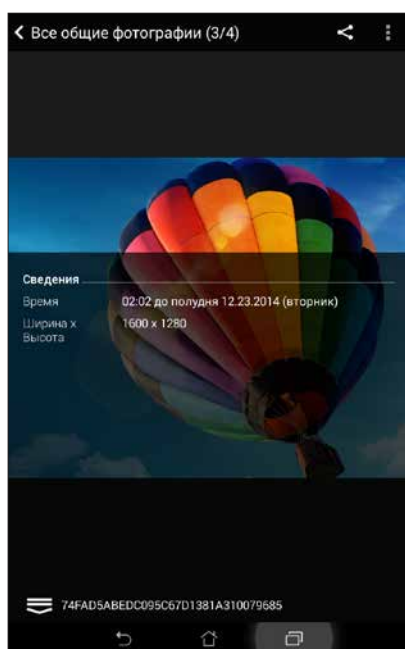 Все общие фотографии (3/4)
Сведения
Время 02:02 до полудня 12.23.2014 (вторник)
Ширина x 1600 x 1280
Высота
74FAD5ABEDC095C67D1381A310079685